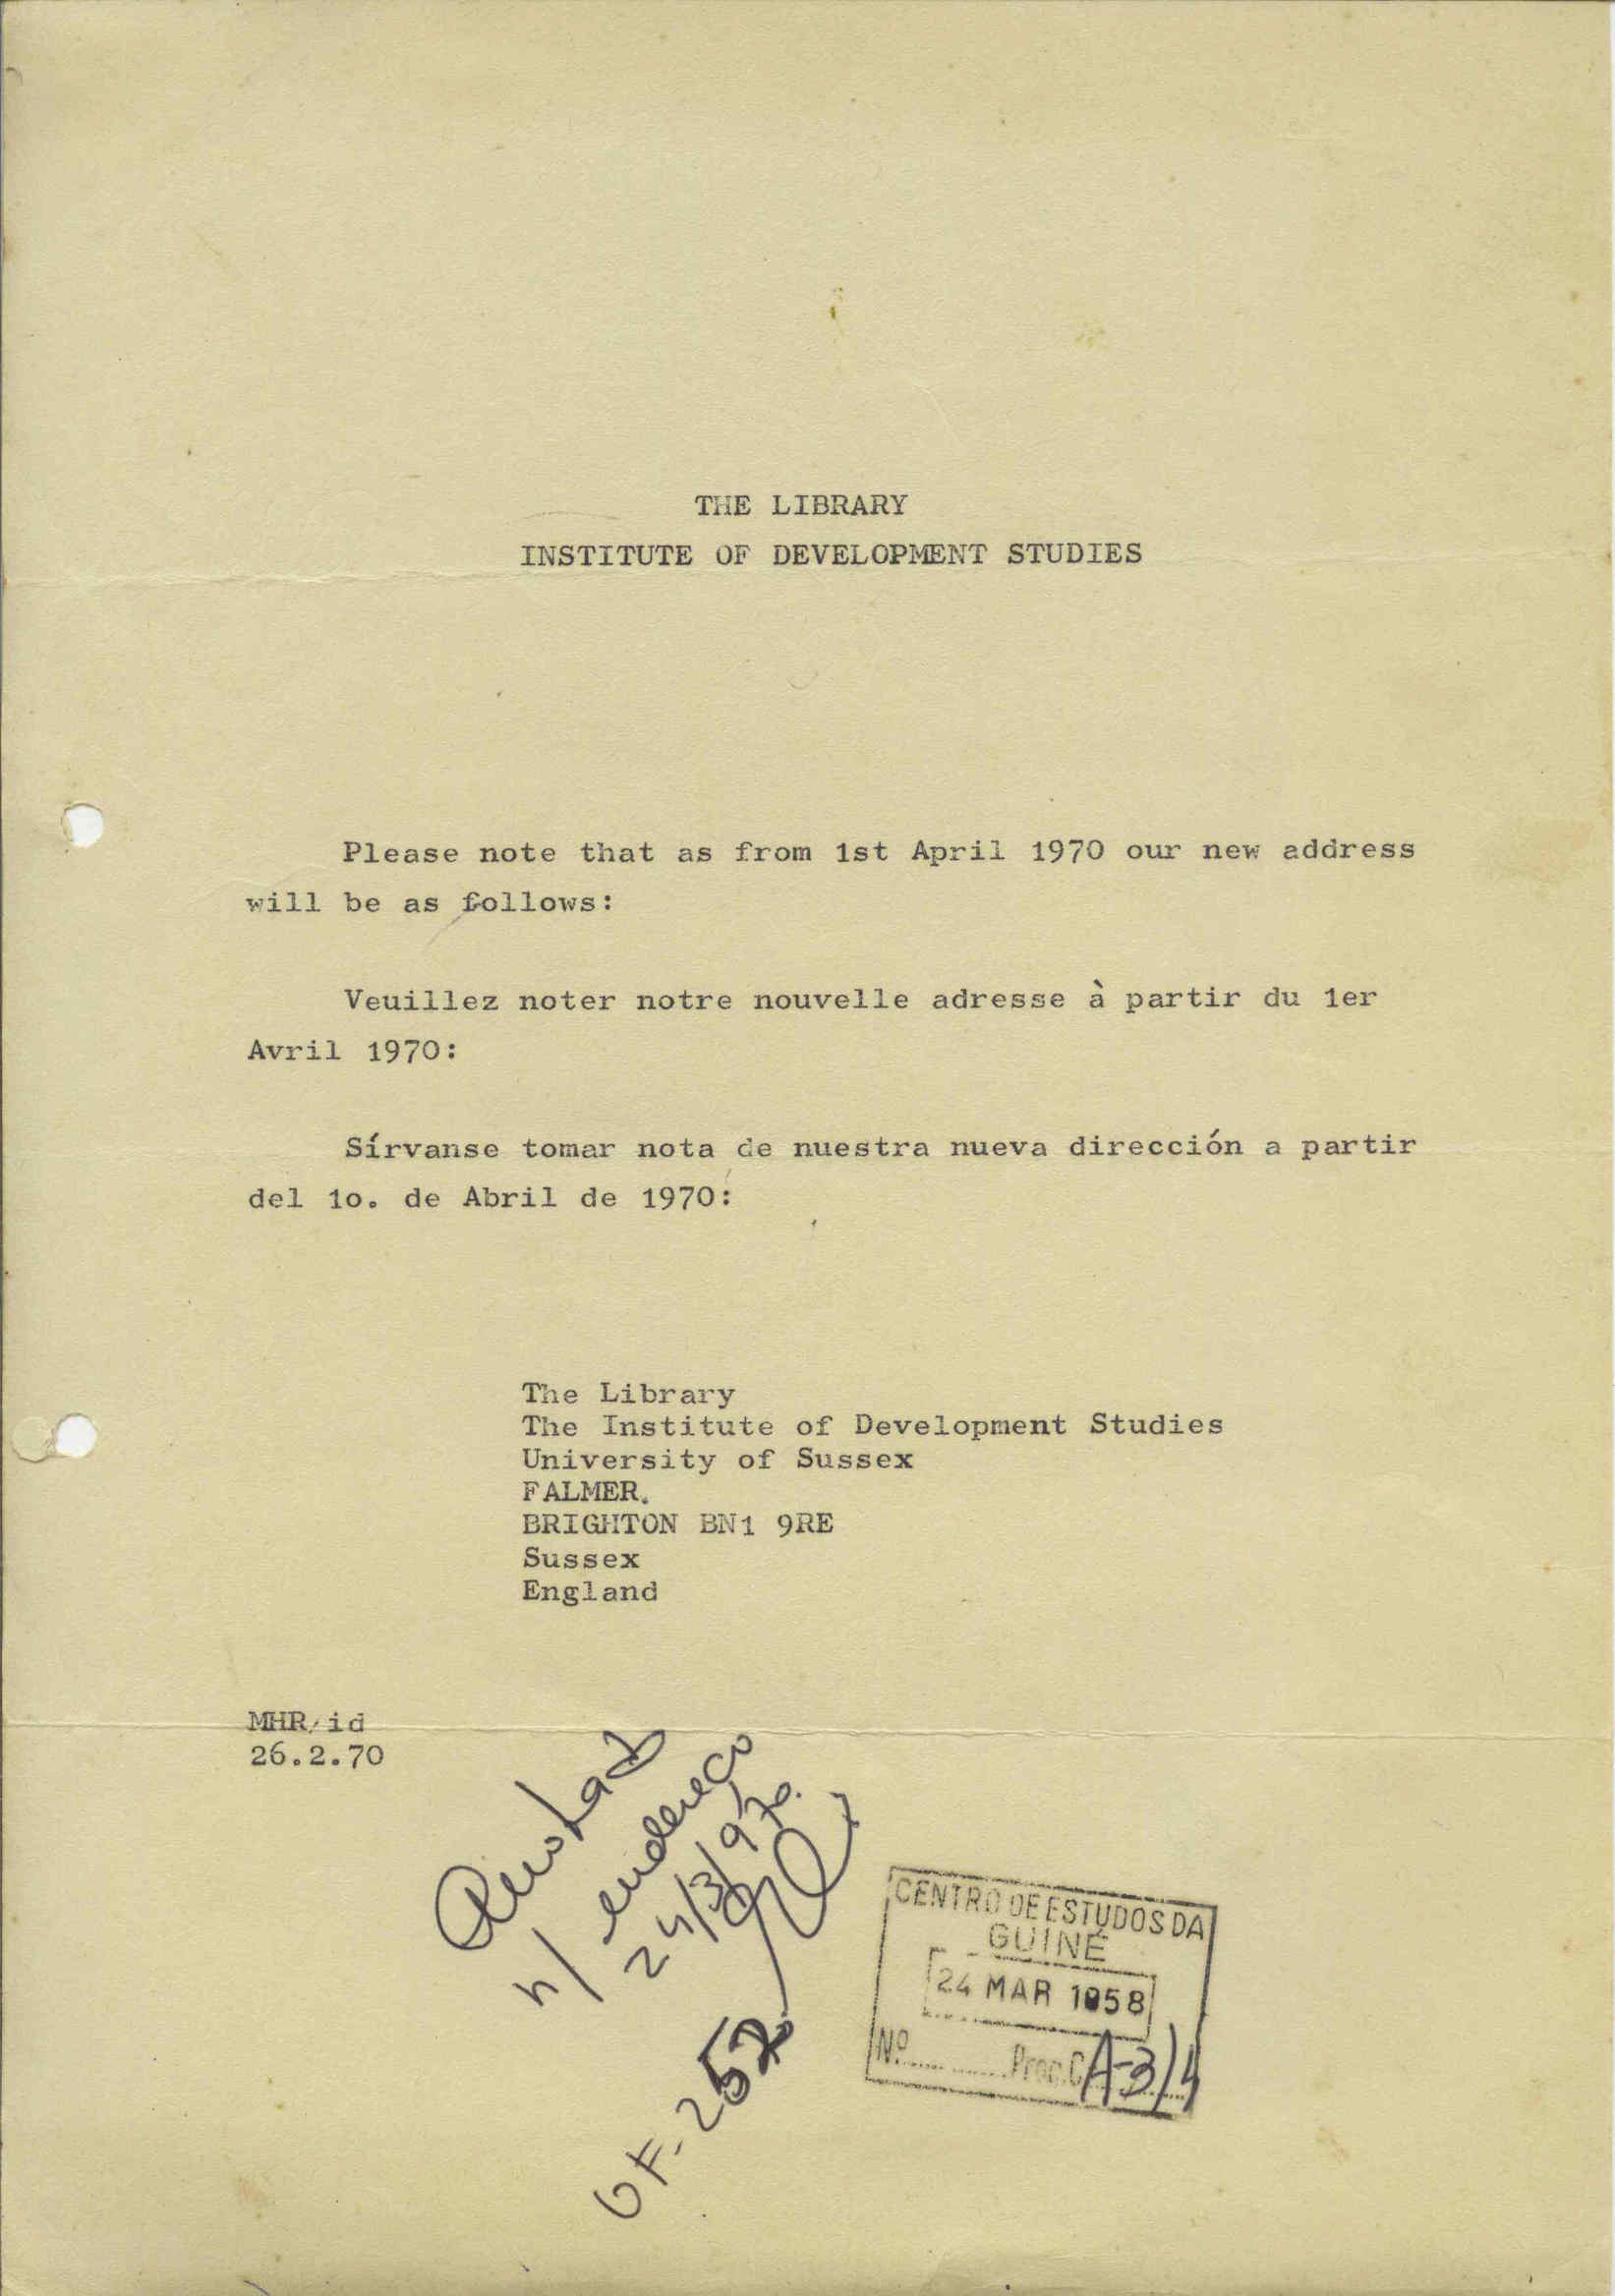 THE LIBRARY
INSTITUTE OF DEVELOPMENT STUDIES
Please note that as from 1st April 1970 our new address
will be as follows:
Veuillez noter notre nouvelle adresse à partir du 1er
Avril 1970:
Sírvanse tomar nota de nuestra nueva dirección a partir
del 1o. de Abril de 1970:
The Library
The Institute of Development Studies
University of Sussex
FALMER.
BRIGHTON BN1 9RE
Sussex
England
MHR/id
26.2.70
n/ endereço
24/3/970.
OF. 252
CENTRO DE ESTUDOS DA
GUINÉ
24 MAR 1958
Nº
Proc. C A-3/4